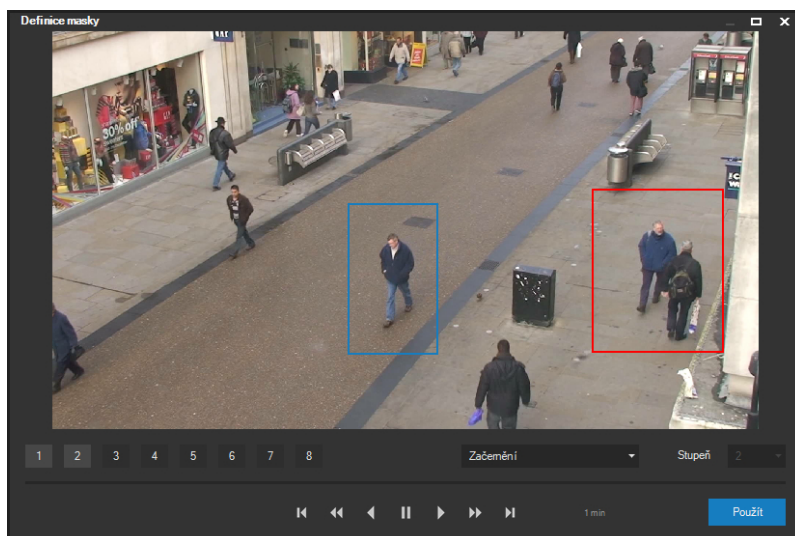 Definice masky
30% off
1 2 3 4 5 6 7 8
Začernění
Stupeň
2
1 min
Použít